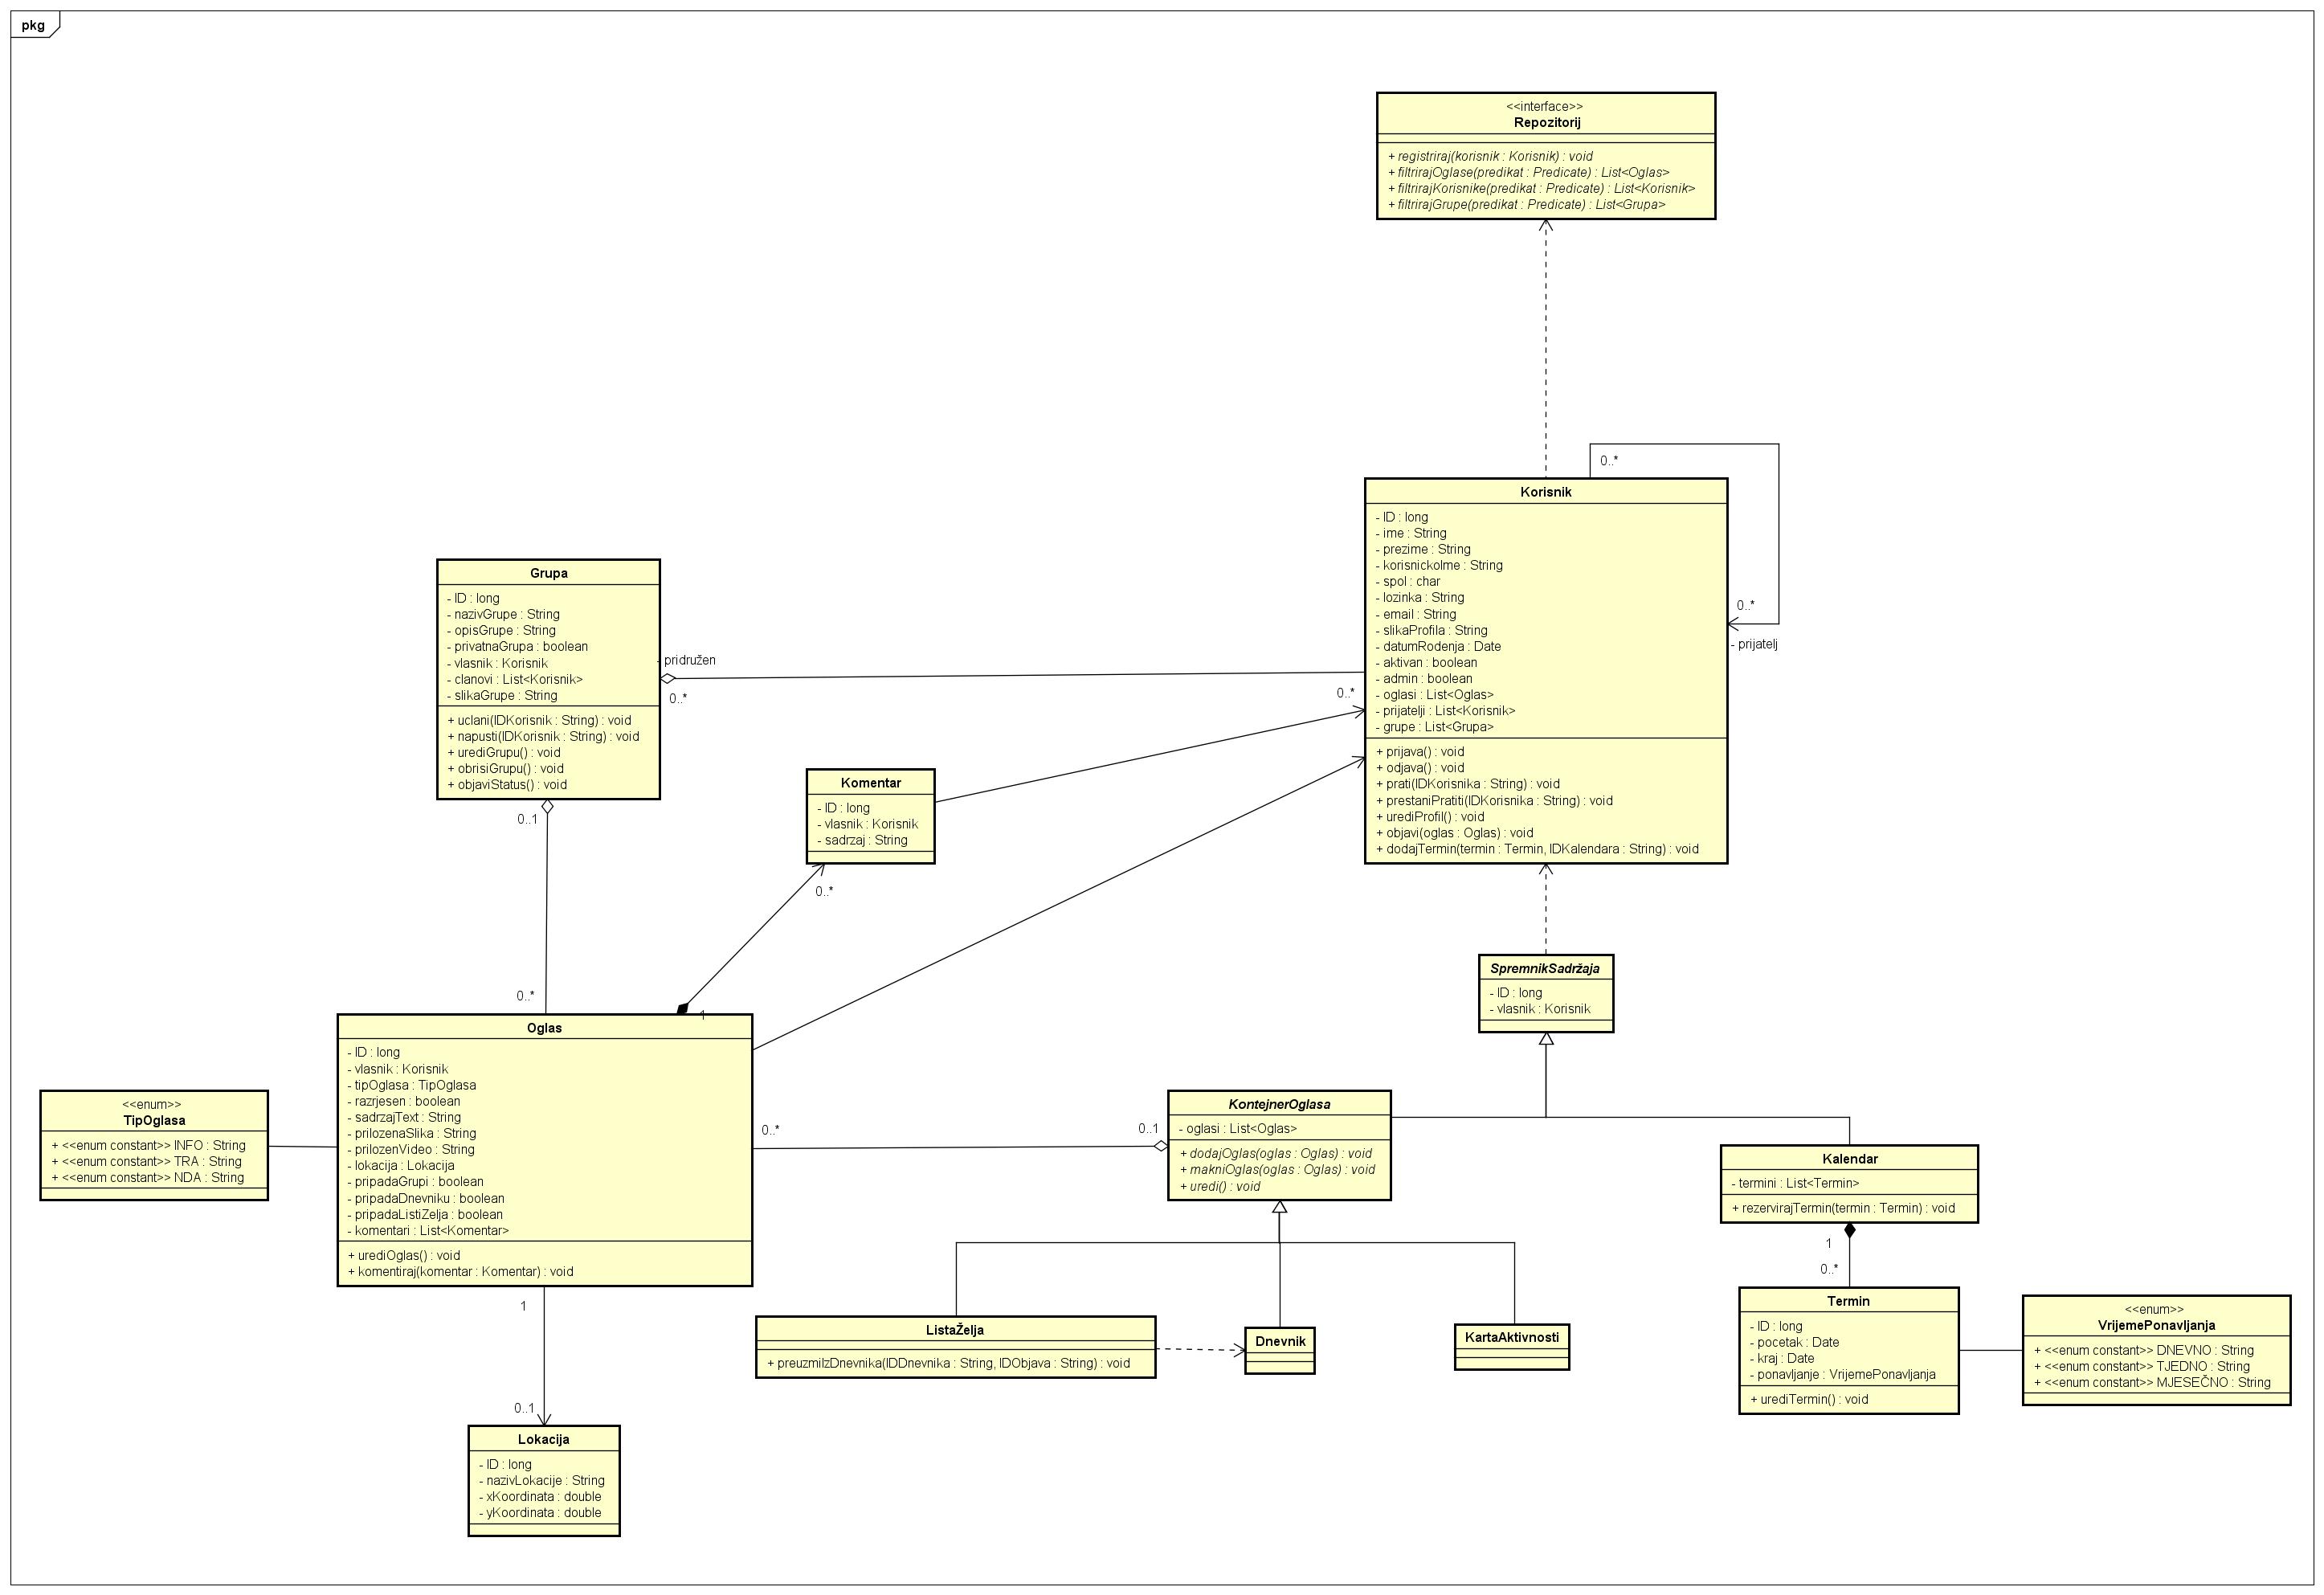 pkg
<<interface>>
Repozitorij
+ registriraj(korisnik : Korisnik) : void
+ filtrirajOglase(predikat : Predicate) : List<Oglas>
+ filtrirajKorisnike(predikat : Predicate) : List<Korisnik>
+ filtrirajGrupe(predikat : Predicate) : List<Grupa>
0..*
0..*
- prijatelj
Korisnik
- ID : long
- ime : String
- prezime : String
- korisnickoIme : String
- spol : char
- lozinka : String
- email : String
- slikaProfila : String
- datumRodenja : Date
- aktivan : boolean
- admin : boolean
- oglasi : List<Oglas>
- prijatelji : List<Korisnik>
- grupe : List<Grupa>
+ prijava() : void
+ odjava() : void
+ prati(IDKorisnika : String) : void
+ prestaniPratiti(IDKorisnika : String) : void
+ urediProfil() : void
+ objavi(oglas : Oglas) : void
+ dodajTermin(termin : Termin, IDKalendara : String) : void
Grupa
- ID : long
- nazivGrupe : String
- opisGrupe : String
- privatnaGrupa : boolean
- vlasnik : Korisnik
- clanovi : List<Korisnik>
- slikaGrupe : String
+ uclani(IDKorisnik : String) : void
+ napusti(IDKorisnik : String) : void
+ urediGrupu() : void
+ obrisiGrupu() : void
+ objaviStatus() : void
- pridružen
0..*
0..*
0..1
0..*
Komentar
- ID : long
- vlasnik : Korisnik
- sadrzaj : String
0..*
1
SpremnikSadržaja
- ID : long
- vlasnik : Korisnik
Oglas
- ID : long
- vlasnik : Korisnik
- tipOglasa : TipOglasa
- razrjesen : boolean
- sadrzajText : String
- prilozenaSlika : String
- prilozenVideo : String
- lokacija : Lokacija
- pripadaGrupi : boolean
- pripadaDnevniku : boolean
- pripadaListiZelja : boolean
- komentari : List<Komentar>
+ urediOglas() : void
+ komentiraj(komentar : Komentar) : void
<<enum>>
TipOglasa
+ <<enum constant>> INFO : String
+ <<enum constant>> TRA : String
+ <<enum constant>> NDA : String
0..*
0..1
KontejnerOglasa
- oglasi : List<Oglas>
+ dodajOglas(oglas : Oglas) : void
+ makniOglas(oglas : Oglas) : void
+ uredi() : void
Kalendar
- termini : List<Termin>
+ rezervirajTermin(termin : Termin) : void
1
0..*
Termin
- ID : long
- pocetak : Date
- kraj : Date
- ponavljanje : VrijemePonavljanja
+ urediTermin() : void
<<enum>>
VrijemePonavljanja
+ <<enum constant>> DNEVNO : String
+ <<enum constant>> TJEDNO : String
+ <<enum constant>> MJESEČNO : String
ListaŽelja
+ preuzmiIzDnevnika(IDDnevnika : String, IDObjava : String) : void
Dnevnik
KartaAktivnosti
1
0..1
Lokacija
- ID : long
- nazivLokacije : String
- xKoordinata : double
- yKoordinata : double